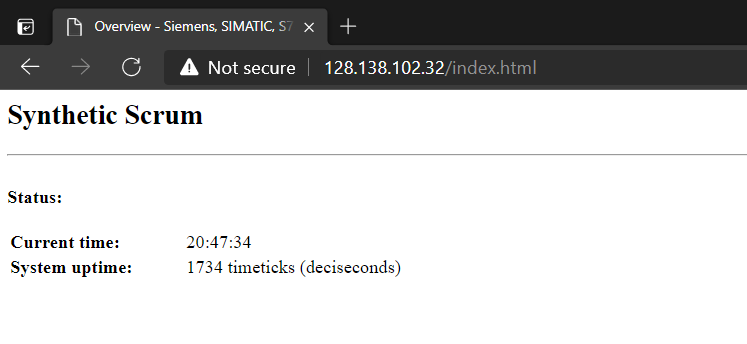 Overview - Siemens, SIMATIC, S7
Not secure | 128.138.102.32/index.html
Synthetic Scrum
Status:
Current time: 20:47:34
System uptime: 1734 timeticks (deciseconds)